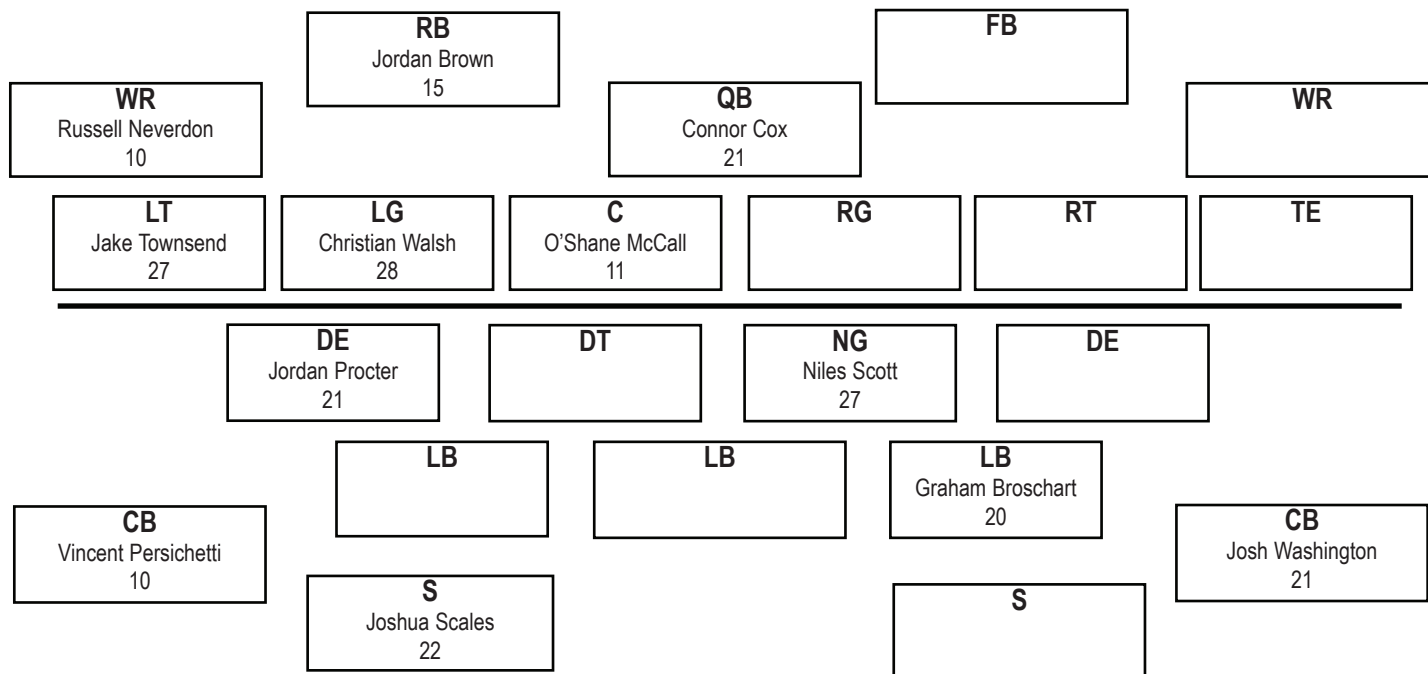 RB
Jordan Brown
15
FB
WR
Russell Neverdon
10
QB
Connor Cox
21
WR
LT
Jake Townsend
27
LG
Christian Walsh
28
C
O'Shane McCall
11
RG
RT
TE
DE
Jordan Procter
21
DT
NG
Niles Scott
27
DE
LB
LB
LB
Graham Broschart
20
CB
Vincent Persichetti
10
CB
Josh Washington
21
S
Joshua Scales
22
S